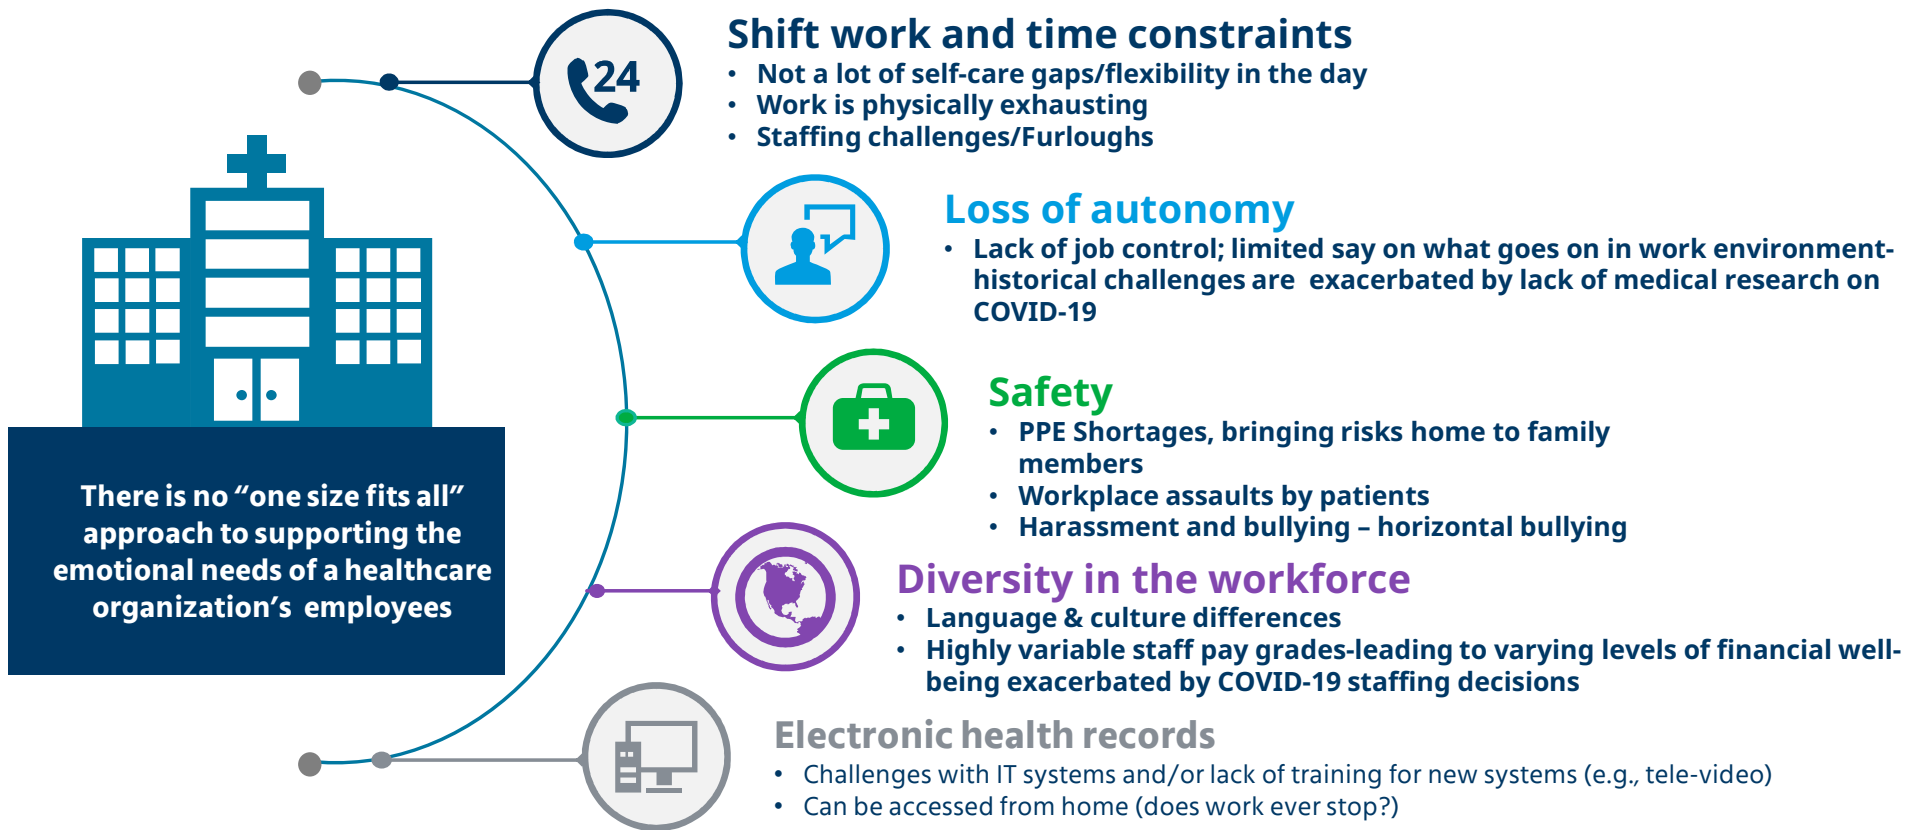 24
Shift work and time constraints
• Not a lot of self-care gaps/flexibility in the day
• Work is physically exhausting
• Staffing challenges/Furloughs
Loss of autonomy
• Lack of job control; limited say on what goes on in work environment-
historical challenges are  exacerbated by lack of medical research on
COVID-19
Safety
• PPE Shortages, bringing risks home to family
members
• Workplace assaults by patients
• Harassment and bullying – horizontal bullying
There is no “one size fits all”
approach to supporting the
emotional needs of a healthcare
organization’s  employees
Diversity in the workforce
• Language & culture differences
• Highly variable staff pay grades-leading to varying levels of financial well-
being exacerbated by COVID-19 staffing decisions
Electronic health records
• Challenges with IT systems and/or lack of training for new systems (e.g., tele-video)
• Can be accessed from home (does work ever stop?)